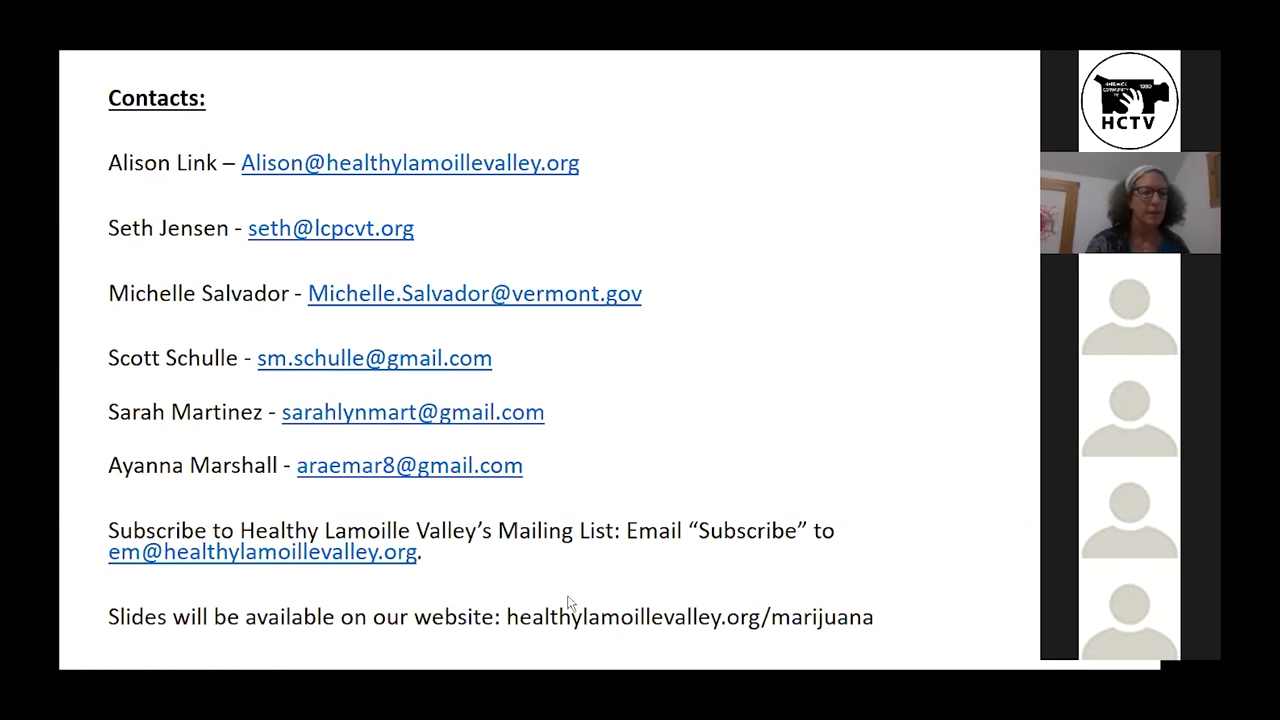 Contacts:
Alison Link – Alison@healthylamoillevalley.org
Seth Jensen - seth@lcpcvt.org
Michelle Salvador - Michelle.Salvador@vermont.gov
Scott Schulle - sm.schulle@gmail.com
Sarah Martinez - sarahlynmart@gmail.com
Ayanna Marshall - araemar8@gmail.com
Subscribe to Healthy Lamoille Valley’s Mailing List: Email “Subscribe” to
em@healthylamoillevalley.org.
Slides will be available on our website: healthylamoillevalley.org/marijuana
HCTV